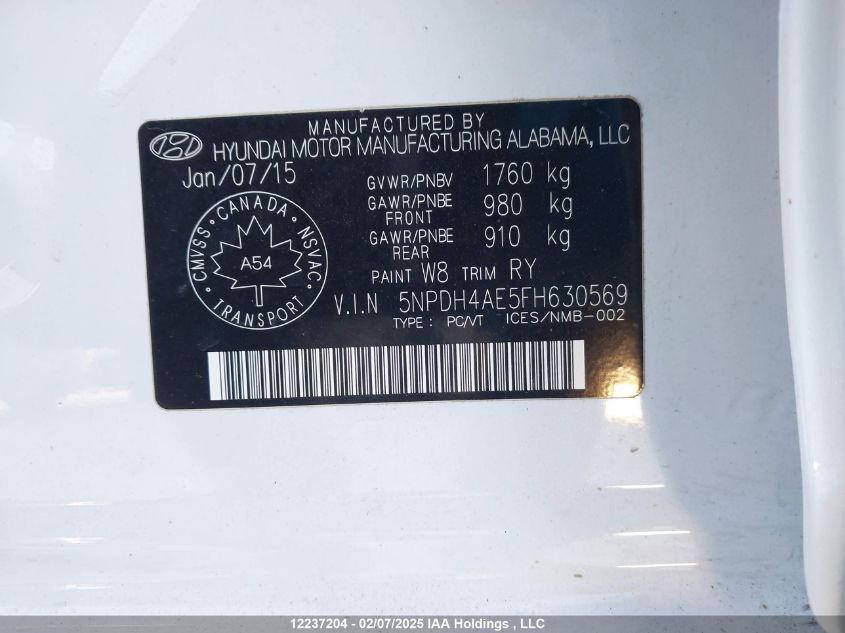 MANUFACTURED BY
HYUNDAI MOTOR MANUFACTURING ALABAMA, LLC
Jan/07/15
GVWR/PNBV 1760 kg
GAWR/PNBE FRONT 980 kg
GAWR/PNBE REAR 910 kg
PAINT W8 TRIM RY
V.I.N 5NPDH4AE5FH630569
TYPE : PC/VT ICES/NMB-002
CANADA
CMVSS NSVAC
A54
TRANSPORT
12237204 - 02/07/2025 IAA Holdings , LLC